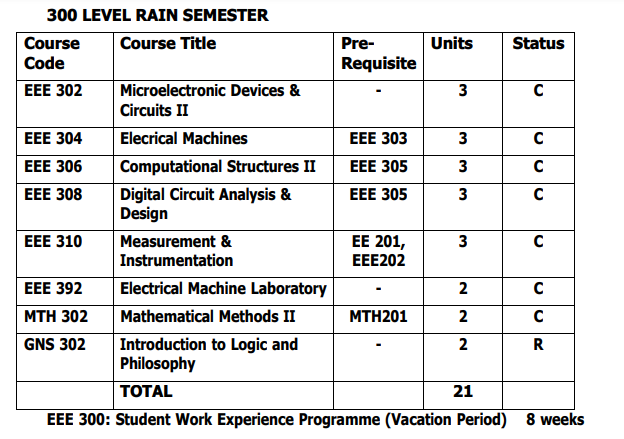 300 LEVEL RAIN SEMESTER
Course Code Course Title Pre-Requisite Units Status
EEE 302 Microelectronic Devices & Circuits II - 3 C
EEE 304 Elecrical Machines EEE 303 3 C
EEE 306 Computational Structures II EEE 305 3 C
EEE 308 Digital Circuit Analysis & Design EEE 305 3 C
EEE 310 Measurement & Instrumentation EE 201, EEE202 3 C
EEE 392 Electrical Machine Laboratory - 2 C
MTH 302 Mathematical Methods II MTH201 2 C
GNS 302 Introduction to Logic and Philosophy - 2 R
TOTAL 21
EEE 300: Student Work Experience Programme (Vacation Period) 8 weeks